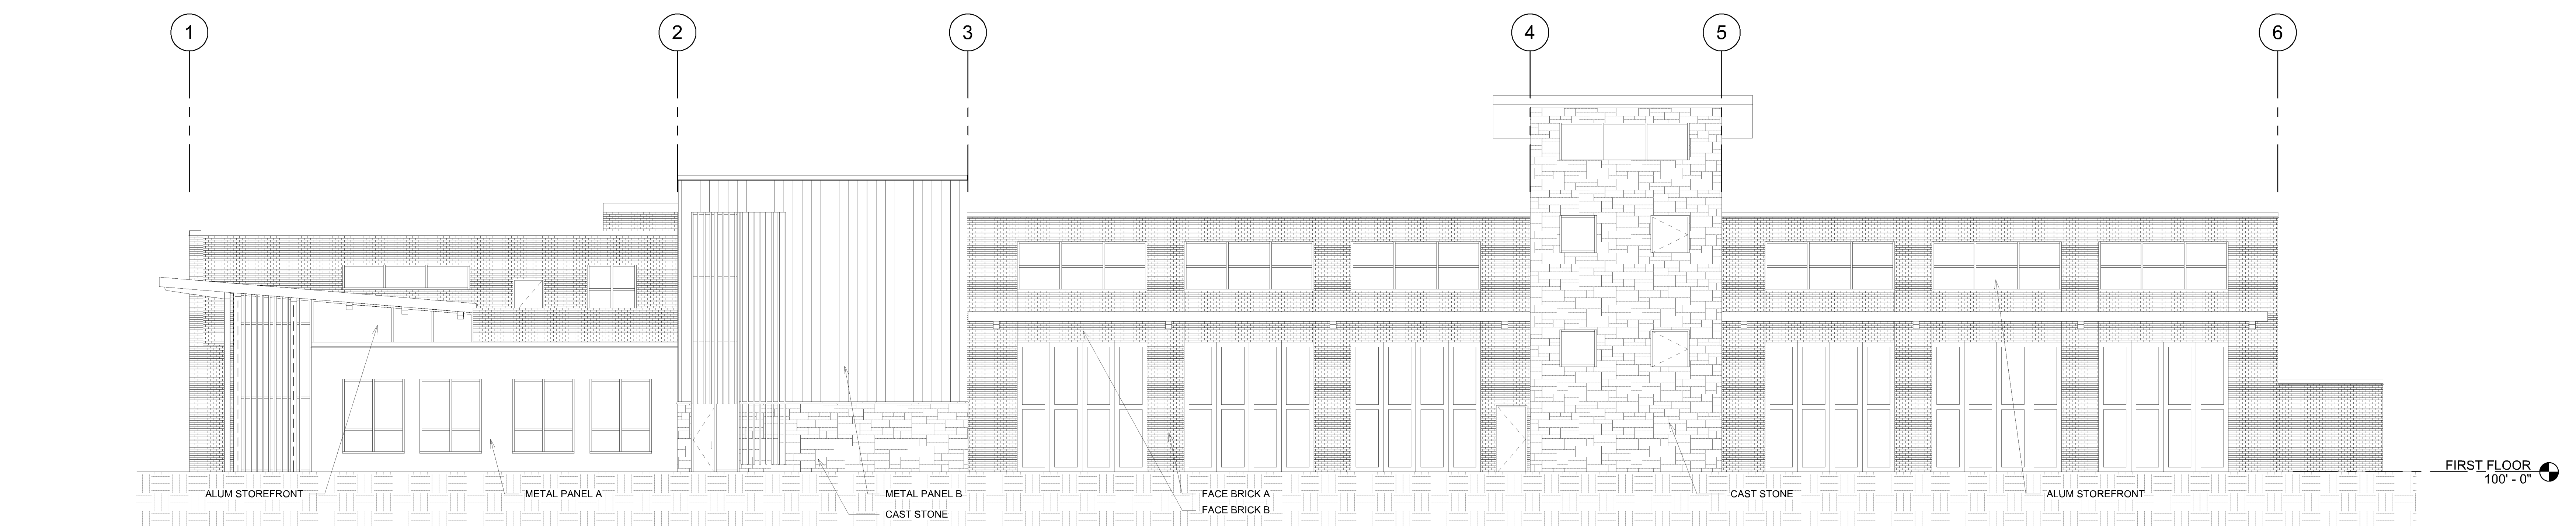 1
2
3
4
5
6
FIRST FLOOR
100' - 0"
ALUM STOREFRONT
METAL PANEL A
METAL PANEL B
CAST STONE
FACE BRICK A
FACE BRICK B
CAST STONE
ALUM STOREFRONT